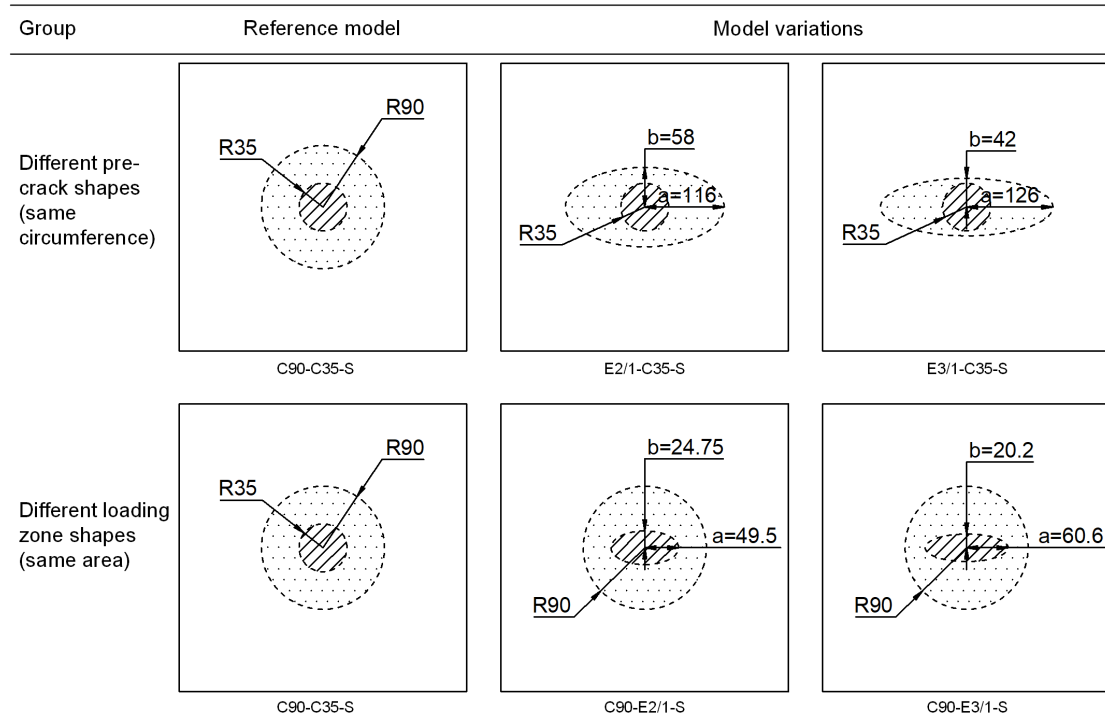 Group
Reference model
Model variations
Different pre-
crack shapes
(same
circumference)
R90
R35
C90-C35-S
b=58
a=116
R35
E2/1-C35-S
b=42
a=126
R35
E3/1-C35-S
Different loading
zone shapes
(same area)
R90
R35
C90-C35-S
b=24.75
a=49.5
R90
C90-E2/1-S
b=20.2
a=60.6
R90
C90-E3/1-S